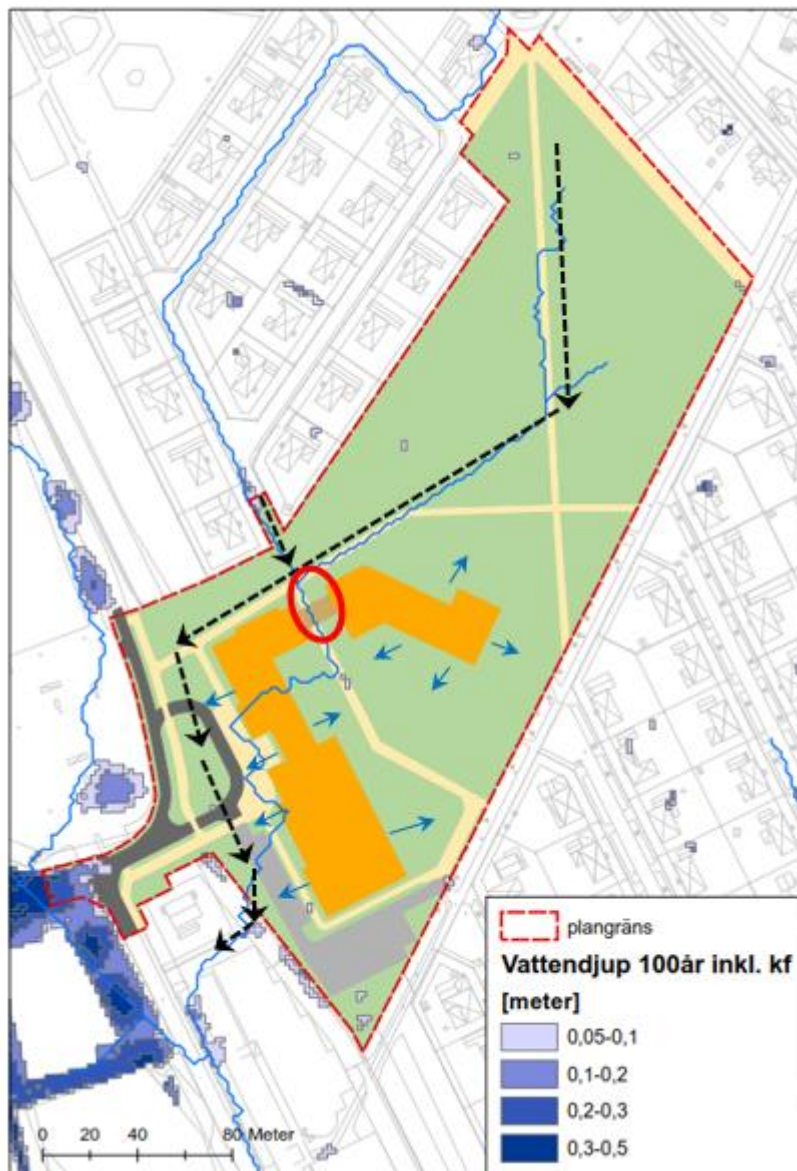 plangräns
Vattendjup 100år inkl. kf
[meter]
0,05-0,1
0,1-0,2
0,2-0,3
0,3-0,5
0 20 40 80 Meter